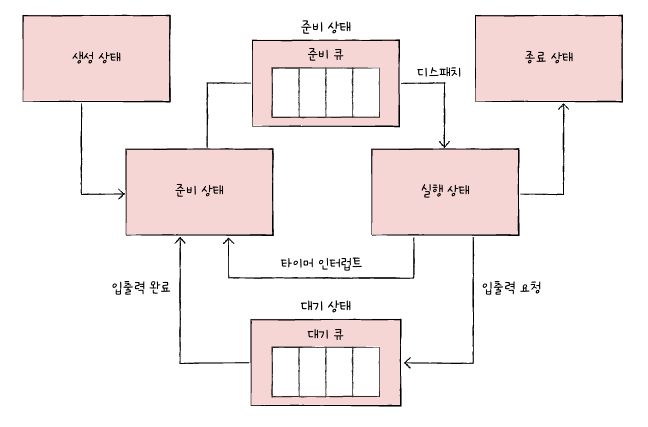 준비 상태
생성 상태
준비 큐
디스패치
종료 상태
준비 상태
실행 상태
타이머 인터럽트
입출력 완료
입출력 요청
대기 상태
대기 큐